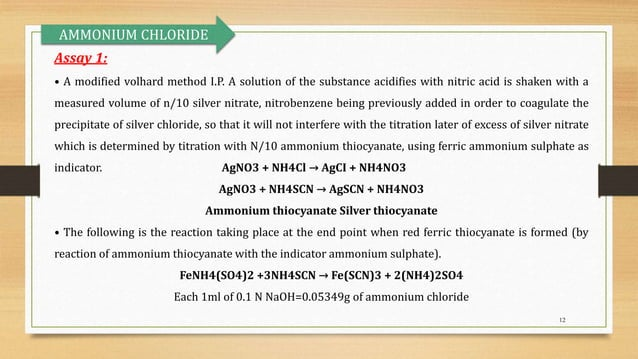 AMMONIUM CHLORIDE
Assay 1:
• A modified volhard method I.P. A solution of the substance acidifies with nitric acid is shaken with a
measured volume of n/10 silver nitrate, nitrobenzene being previously added in order to coagulate the
precipitate of silver chloride, so that it will not interfere with the titration later of excess of silver nitrate
which is determined by titration with N/10 ammonium thiocyanate, using ferric ammonium sulphate as
indicator. AgNO3 + NH4Cl → AgCI + NH4NO3
AgNO3 + NH4SCN → AgSCN + NH4NO3
Ammonium thiocyanate Silver thiocyanate
• The following is the reaction taking place at the end point when red ferric thiocyanate is formed (by
reaction of ammonium thiocyanate with the indicator ammonium sulphate).
FeNH4(SO4)2 +3NH4SCN → Fe(SCN)3 + 2(NH4)2SO4
Each 1ml of 0.1 N NaOH=0.05349g of ammonium chloride
12